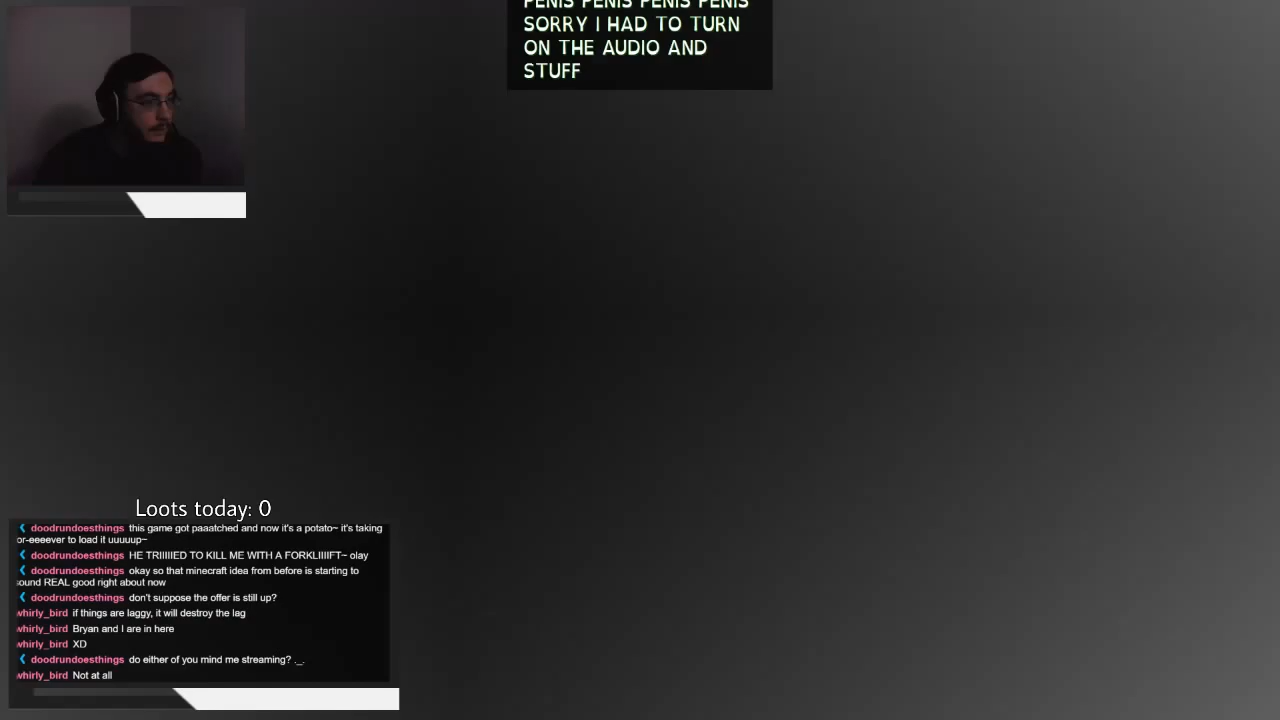 PENIS PENIS PENIS PENIS
SORRY I HAD TO TURN
ON THE AUDIO AND
STUFF
Loots today: 0
doodrundoesthings this game got paaatched and now it's a potato~ it's taking
or-eeeever to load it uuuuup~
doodrundoesthings HE TRIIIIIED TO KILL ME WITH A FORKLIIIIFT~ olay
doodrundoesthings okay so that minecraft idea from before is starting to
sound REAL good right about now
doodrundoesthings don't suppose the offer is still up?
whirly_bird if things are laggy, it will destroy the lag
whirly_bird Bryan and I are in here
whirly_bird XD
doodrundoesthings do either of you mind me streaming? ._.
whirly_bird Not at all